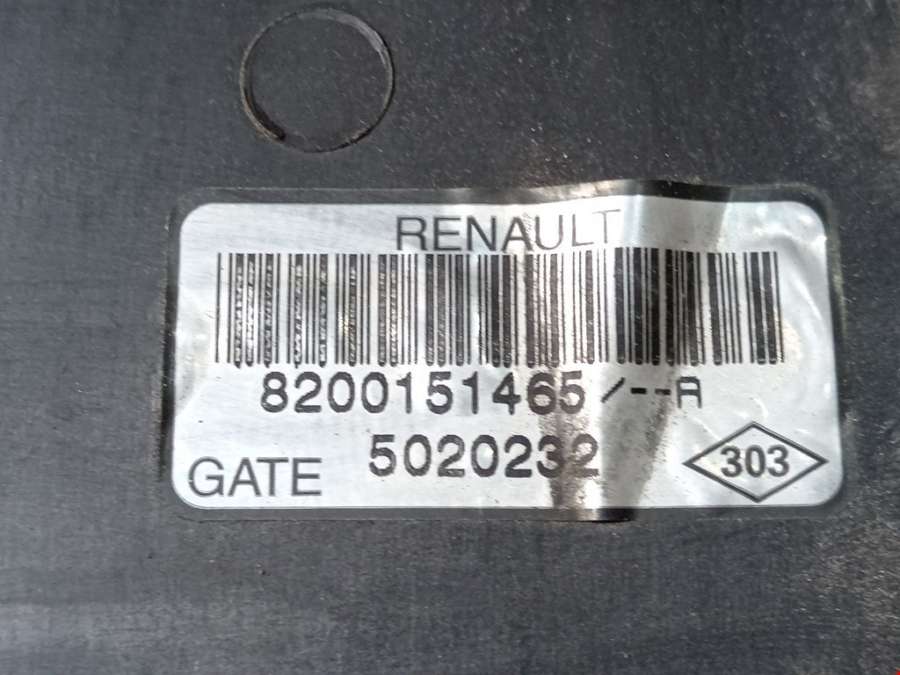 RENAULT
8200151465/--A
5020232
GATE
303